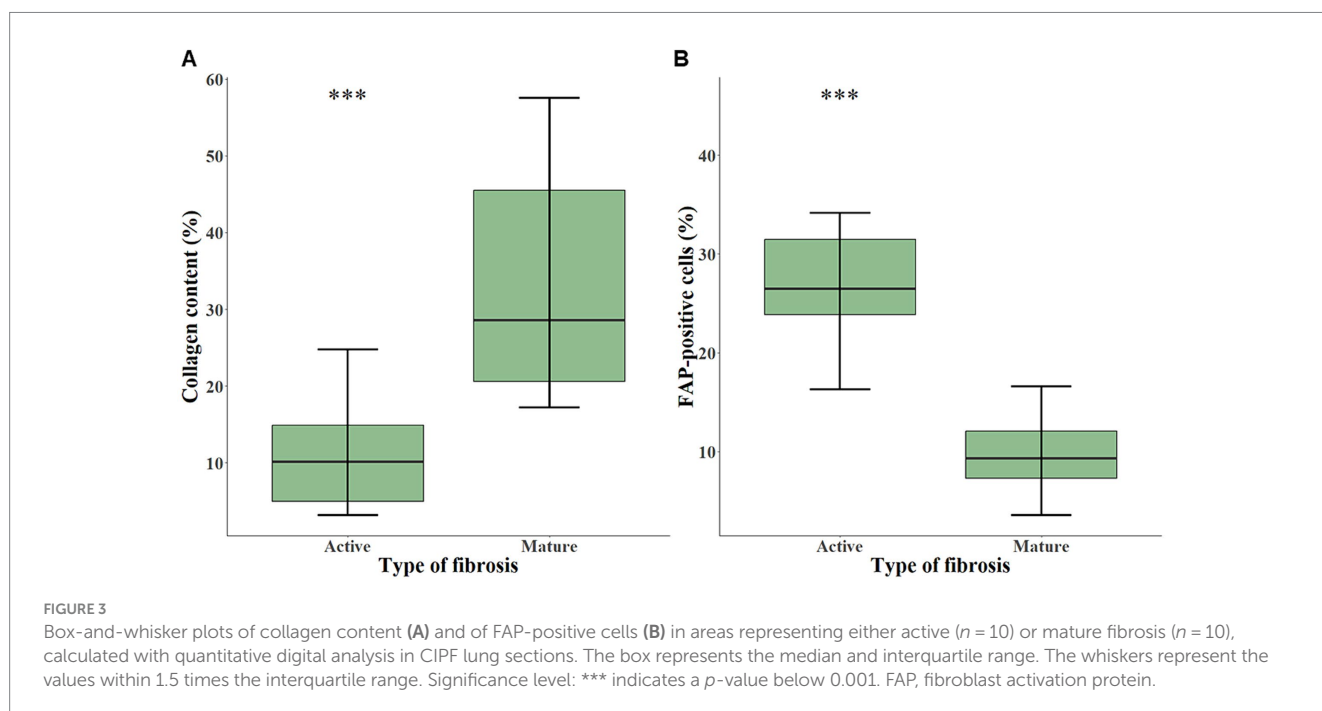 A
***
60
50
40
30
20
10
Collagen content (%)
Active
Mature
Type of fibrosis
B
***
40
30
20
10
FAP-positive cells (%)
Active
Mature
Type of fibrosis
FIGURE 3
Box-and-whisker plots of collagen content (A) and of FAP-positive cells (B) in areas representing either active (n = 10) or mature fibrosis (n = 10),
calculated with quantitative digital analysis in CIPF lung sections. The box represents the median and interquartile range. The whiskers represent the
values within 1.5 times the interquartile range. Significance level: *** indicates a p-value below 0.001. FAP, fibroblast activation protein.